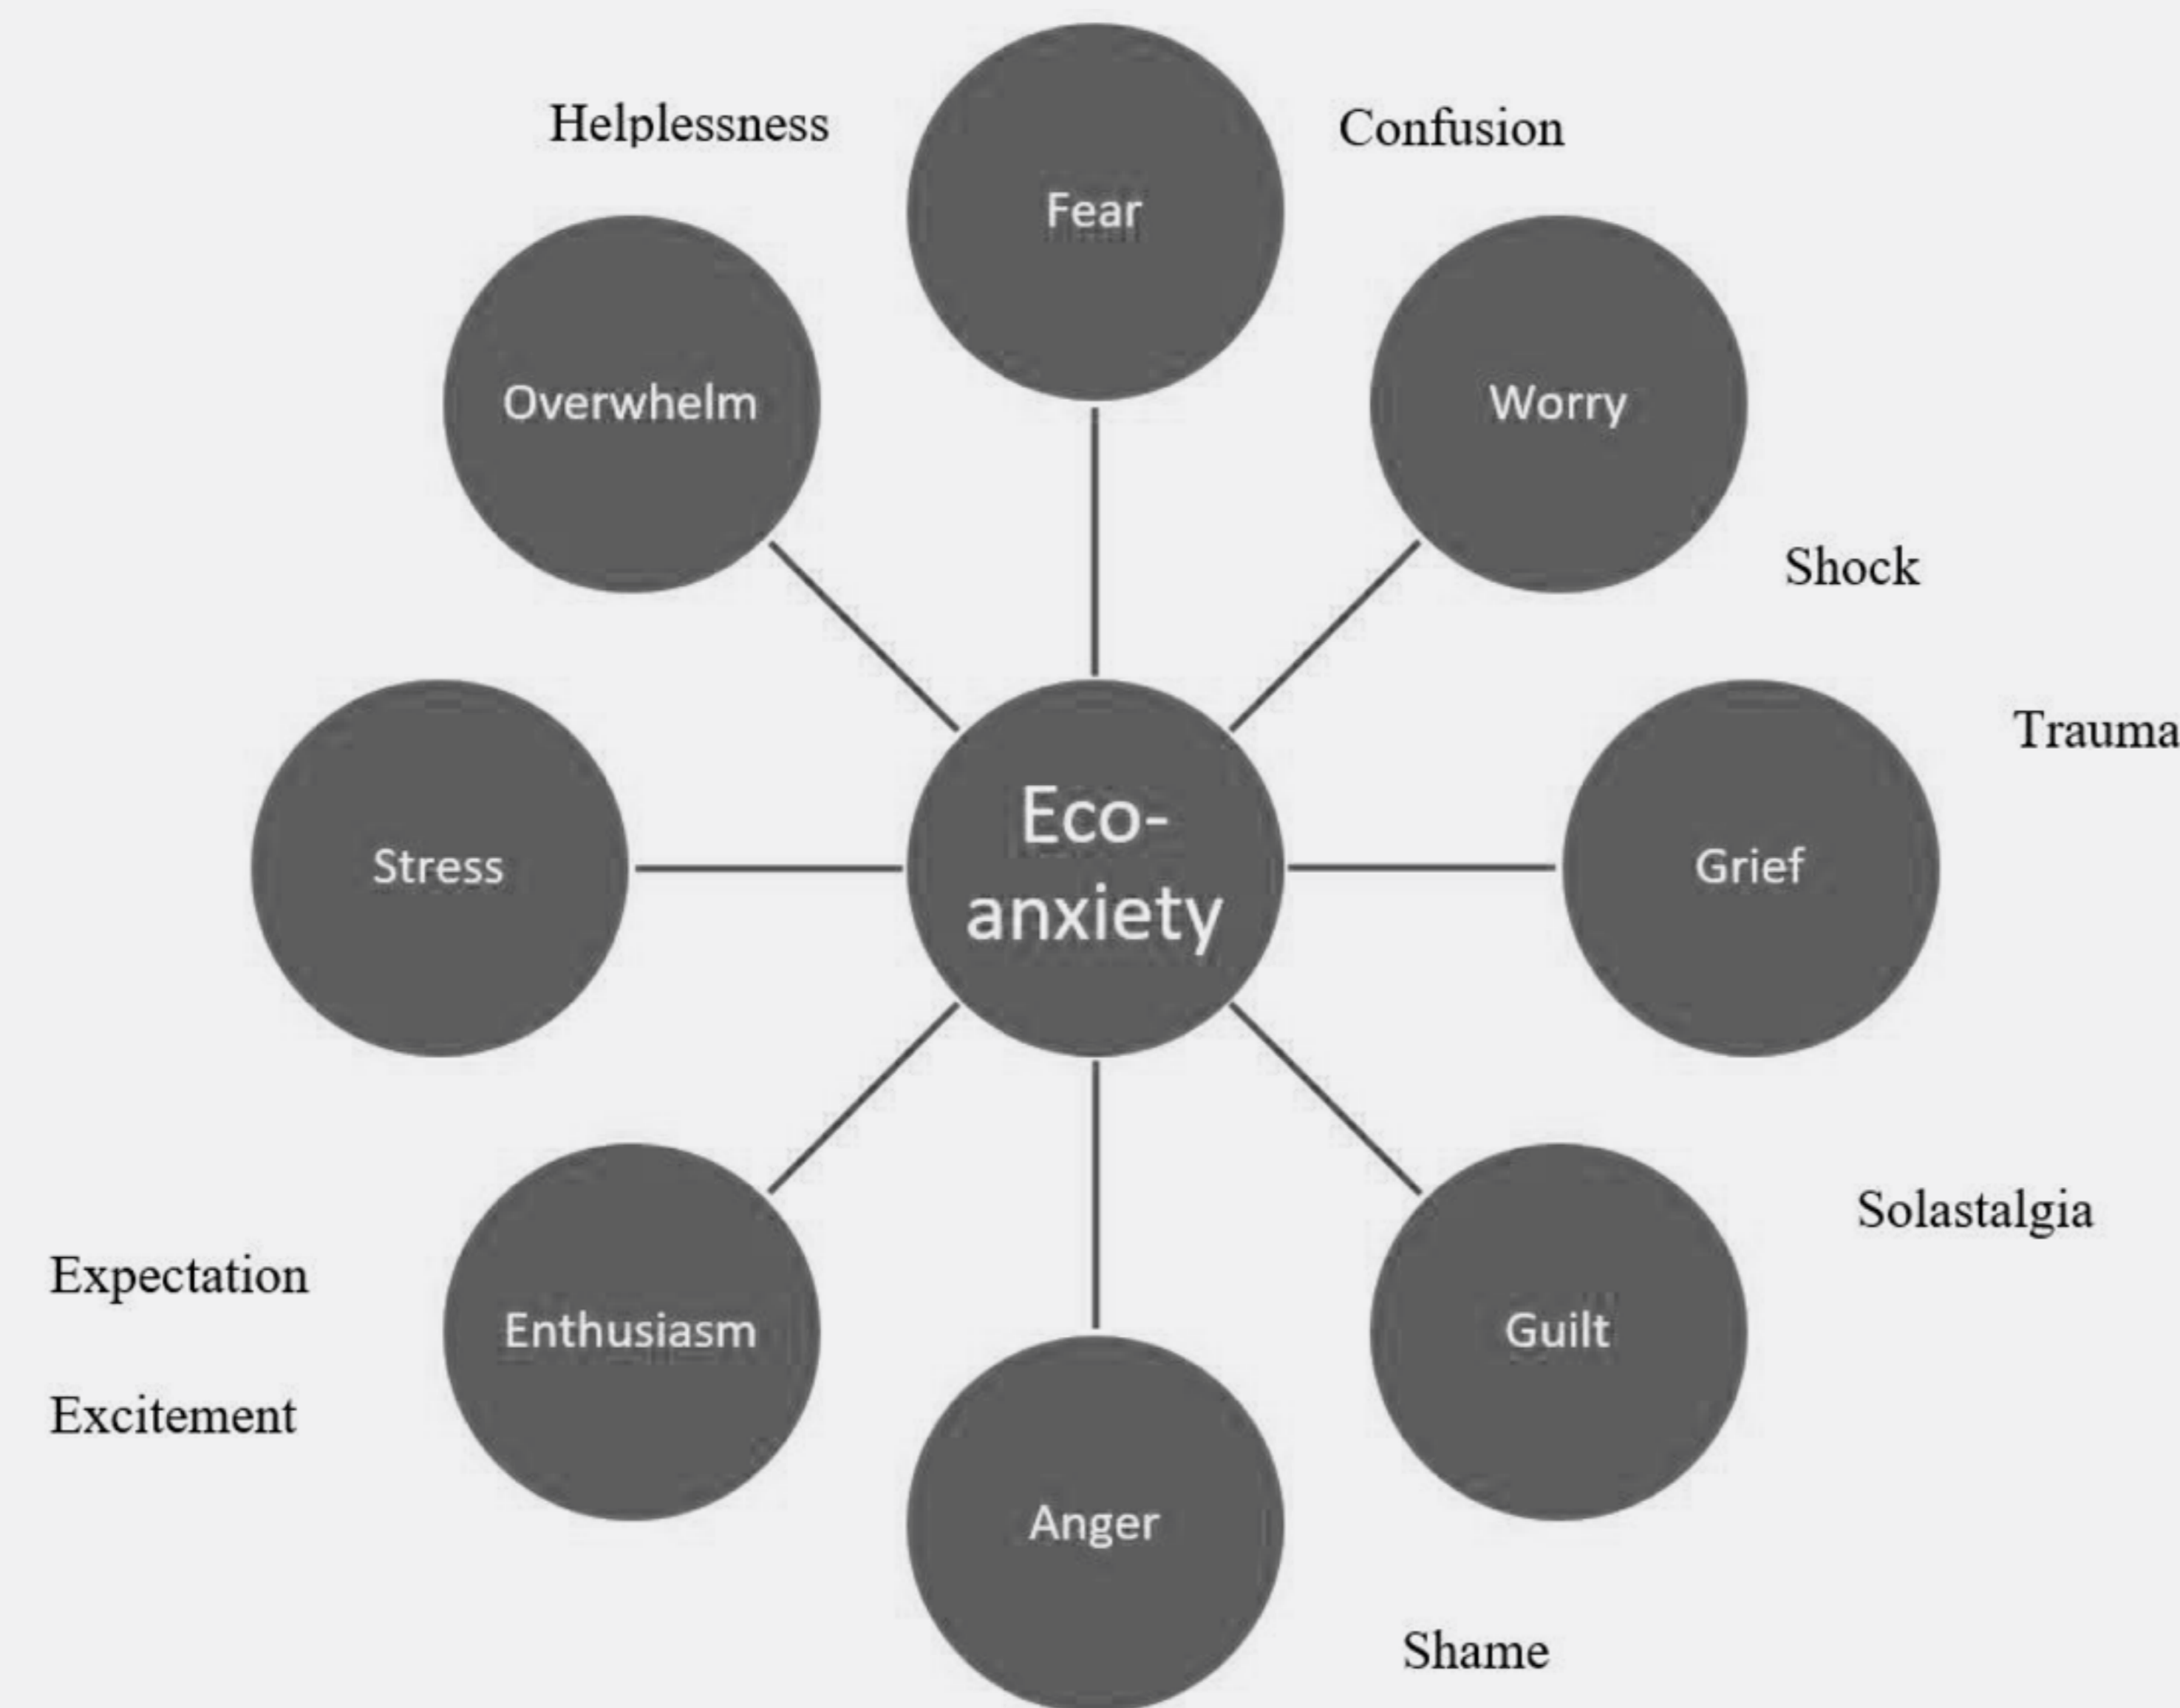 Helplessness
Confusion
Fear
Overwhelm
Worry
Shock
Trauma
Stress
Eco-
anxiety
Grief
Solastalgia
Expectation
Enthusiasm
Guilt
Excitement
Anger
Shame